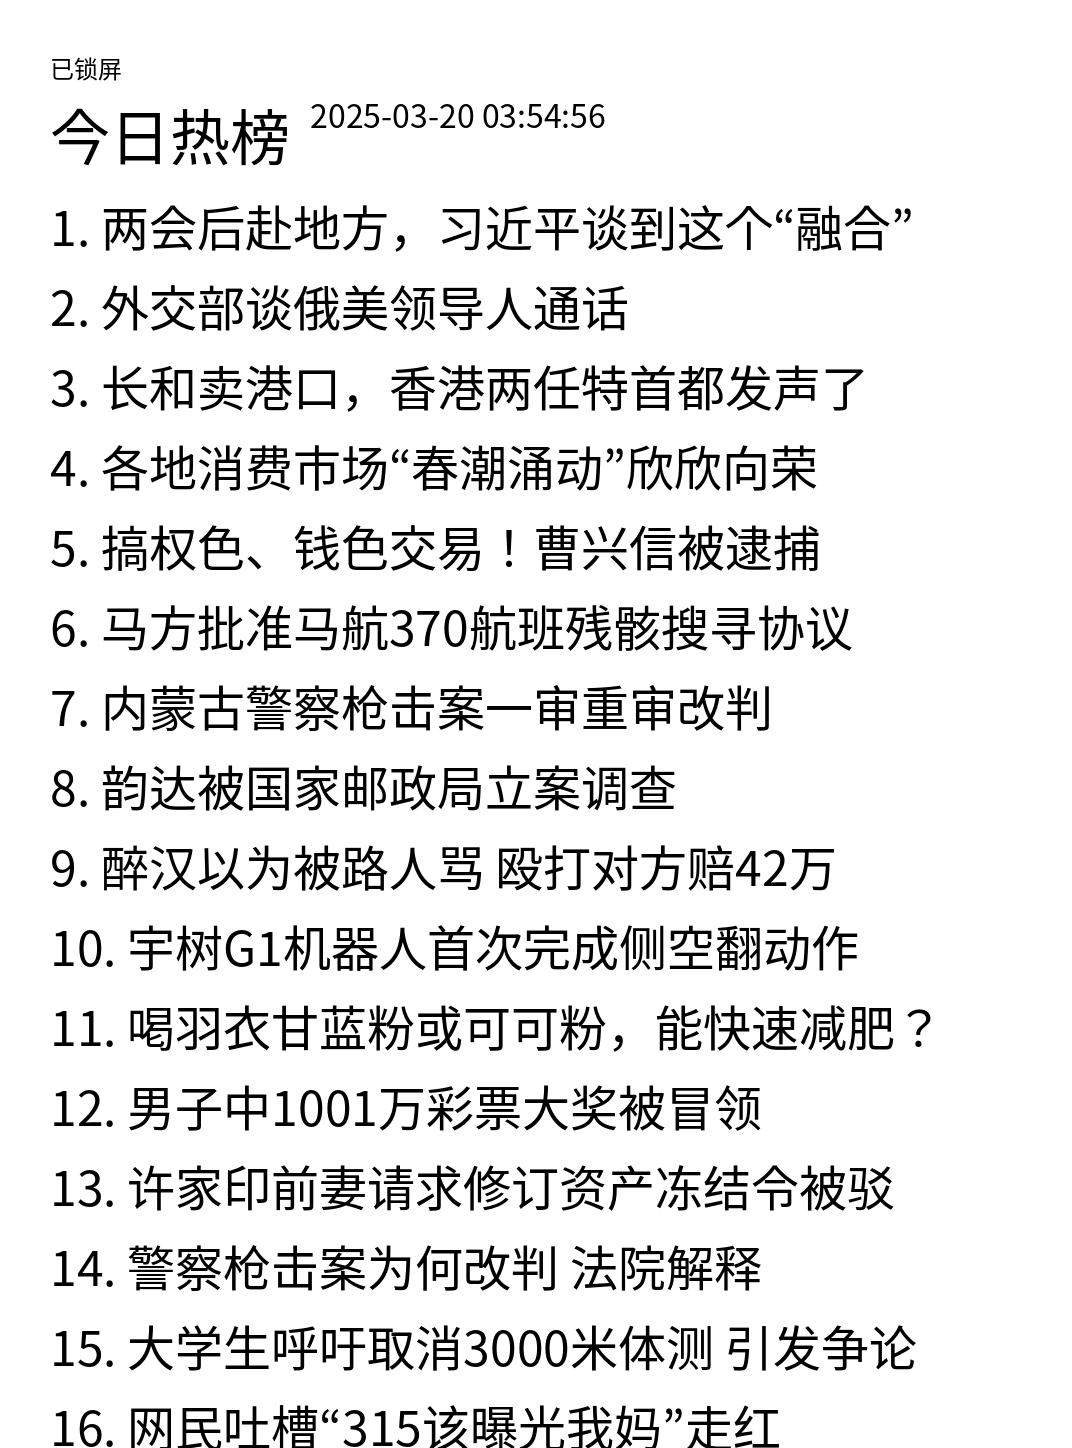 已锁屏
今日热榜 2025-03-20 03:54:56
1. 两会后赴地方，习近平谈到这个“融合”
2. 外交部谈俄美领导人通话
3. 长和卖港口，香港两任特首都发声了
4. 各地消费市场“春潮涌动”欣欣向荣
5. 搞权色、钱色交易！曹兴信被逮捕
6. 马方批准马航370航班残骸搜寻协议
7. 内蒙古警察枪击案一审重审改判
8. 韵达被国家邮政局立案调查
9. 醉汉以为被路人骂 殴打对方赔42万
10. 宇树G1机器人首次完成侧空翻动作
11. 喝羽衣甘蓝粉或可可粉，能快速减肥？
12. 男子中1001万彩票大奖被冒领
13. 许家印前妻请求修订资产冻结令被驳
14. 警察枪击案为何改判 法院解释
15. 大学生呼吁取消3000米体测 引发争论
16. 网民吐槽“315该曝光我妈”走红